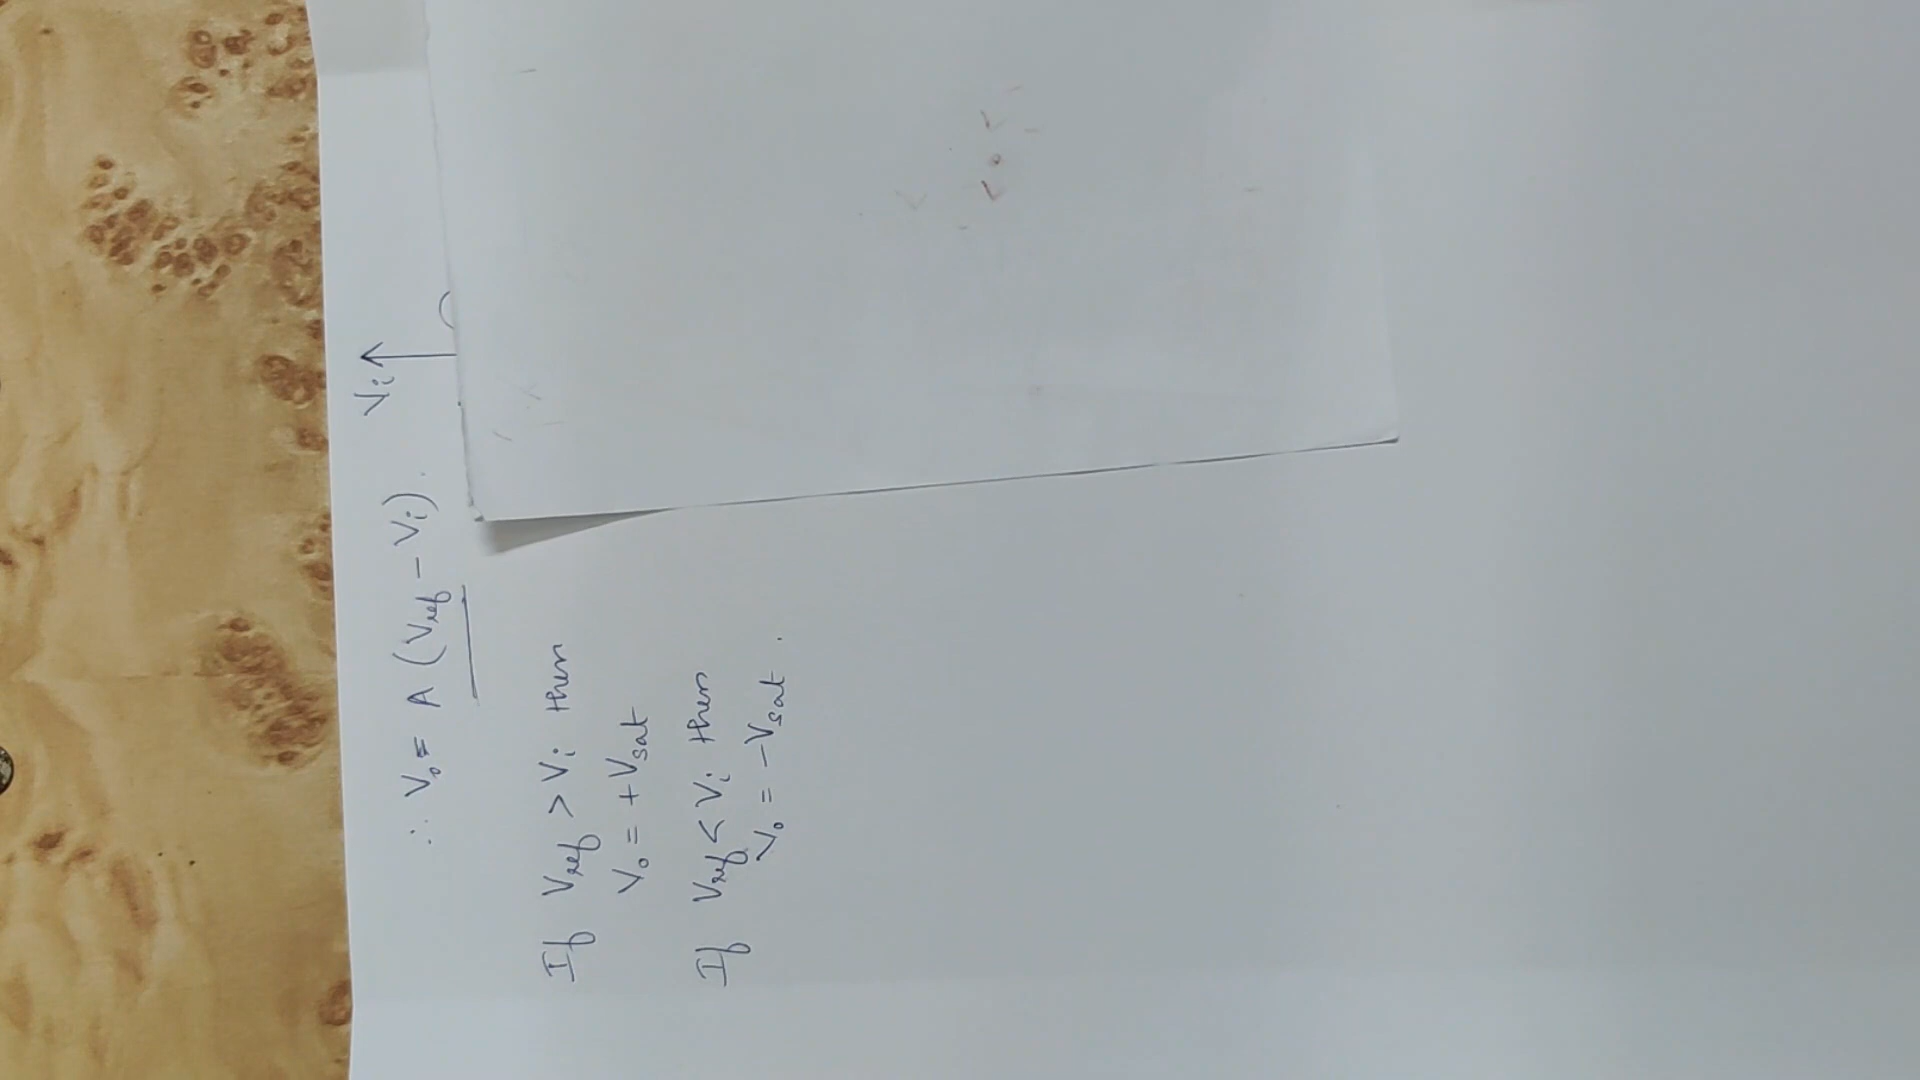 ∴ V₀ = A (Vref − Vi).
Vi
If Vref > Vi then
V₀ = +Vsat
If Vref < Vi then
V₀ = −Vsat.